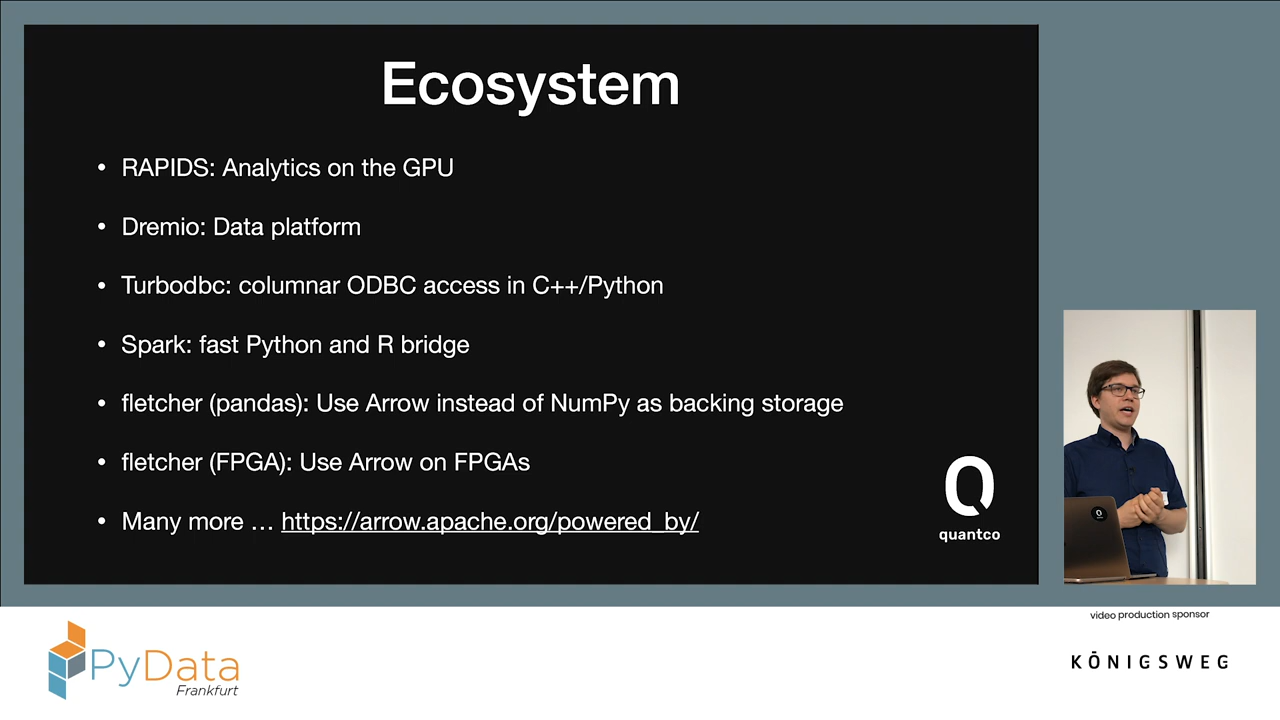 Ecosystem
• RAPIDS: Analytics on the GPU
• Dremio: Data platform
• Turbodbc: columnar ODBC access in C++/Python
• Spark: fast Python and R bridge
• fletcher (pandas): Use Arrow instead of NumPy as backing storage
• fletcher (FPGA): Use Arrow on FPGAs
• Many more … https://arrow.apache.org/powered_by/
quantco
video production sponsor
PyData
Frankfurt
KÖNIGSWEG